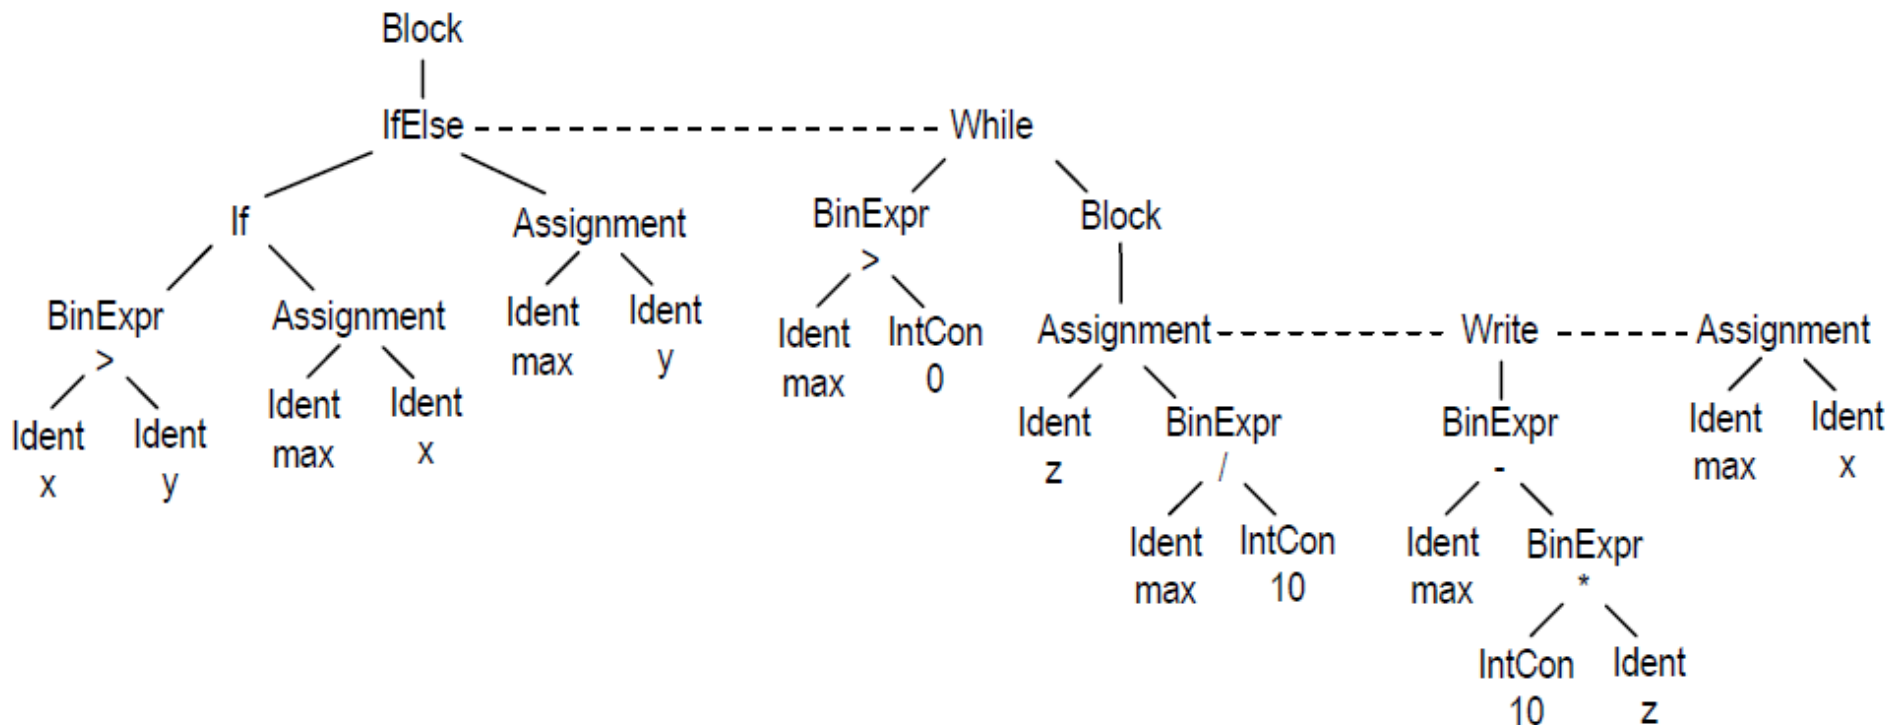 Block
IfElse While
If Assignment BinExpr Block
>
BinExpr Assignment Ident Ident Ident IntCon Assignment Write Assignment
> max y max 0
Ident Ident Ident Ident Ident BinExpr BinExpr Ident Ident
x y max x z / - max x
Ident IntCon Ident BinExpr
max 10 max *
IntCon Ident
10 z